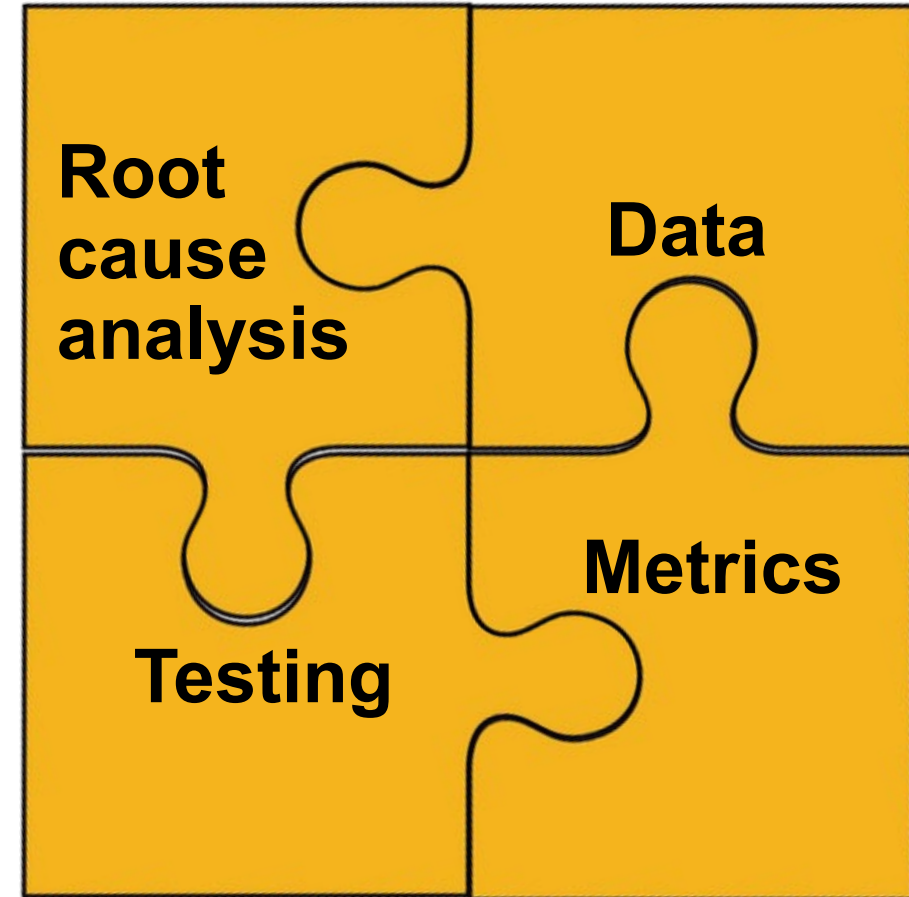 Root
cause
analysis
Data
Testing
Metrics